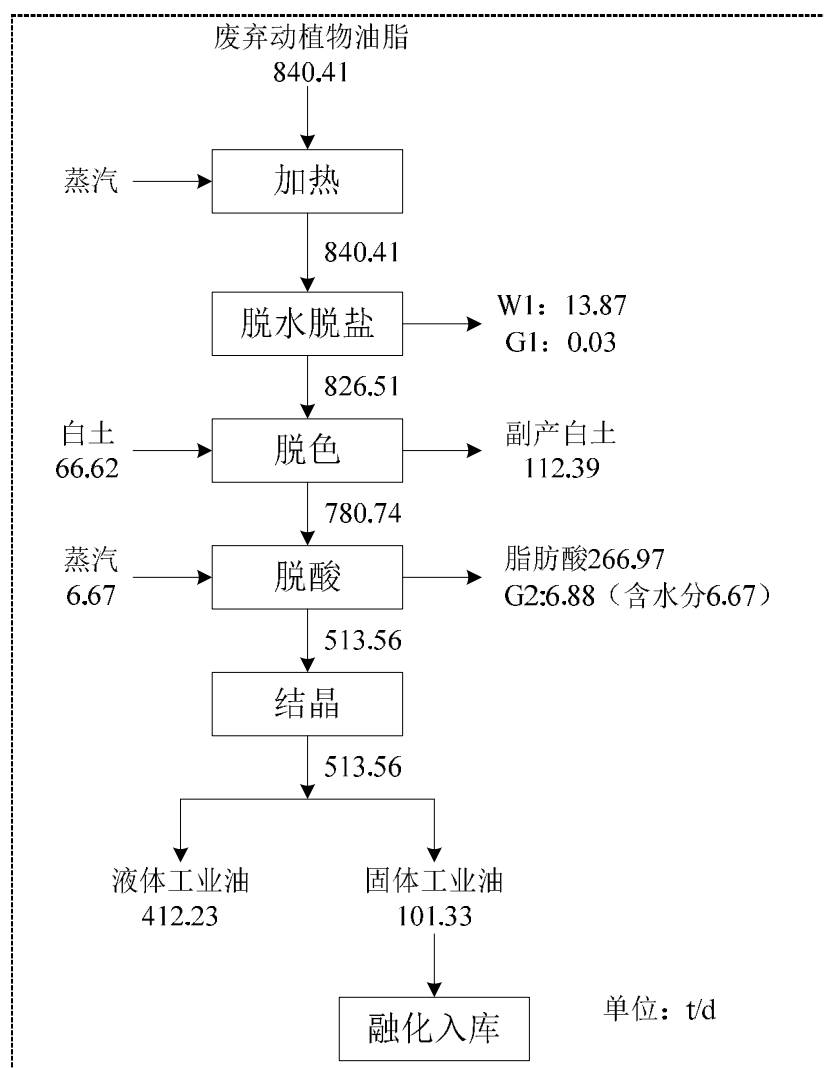 废弃动植物油脂
840.41
蒸汽
加热
840.41
脱水脱盐
W1：13.87
G1：0.03
826.51
白土
66.62
脱色
副产白土
112.39
780.74
蒸汽
6.67
脱酸
脂肪酸266.97
G2:6.88（含水分6.67）
513.56
结晶
513.56
液体工业油
412.23
固体工业油
101.33
融化入库
单位：t/d